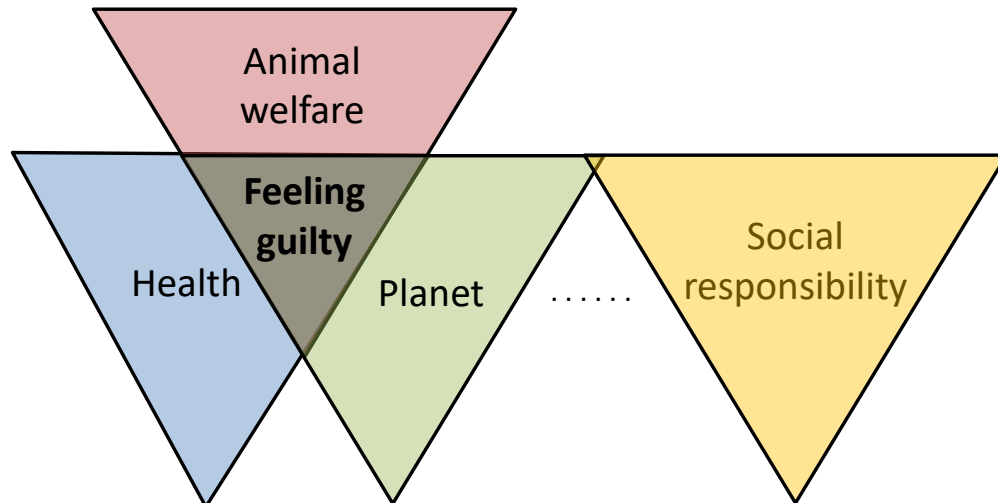 Animal
welfare
Feeling
guilty
Health
Planet
......
Social
responsibility